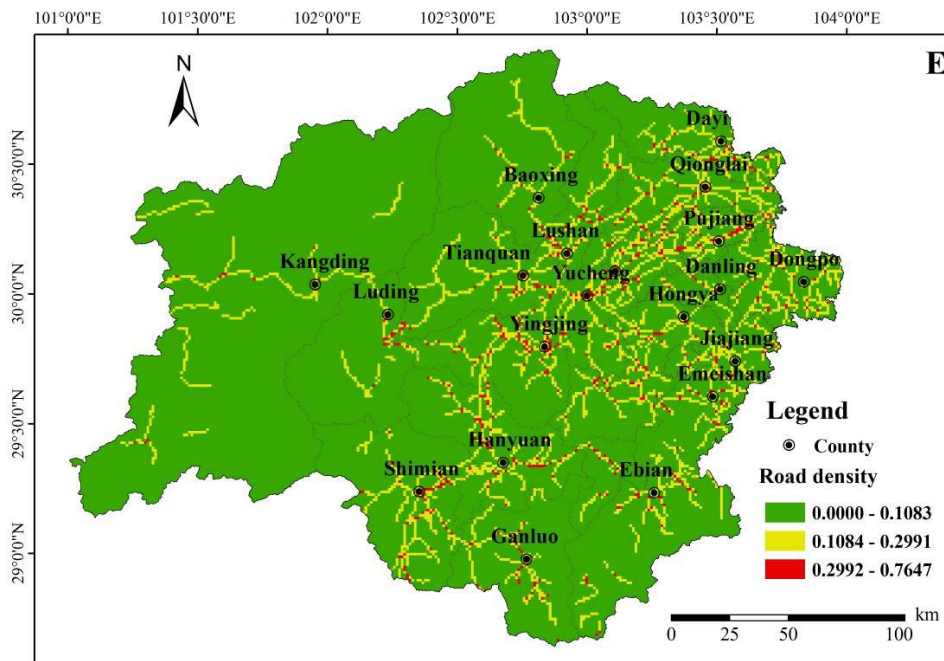 101°0'0"E 101°30'0"E 102°0'0"E 102°30'0"E 103°0'0"E 103°30'0"E 104°0'0"E
E
N
30°30'0"N
30°0'0"N
29°30'0"N
29°0'0"N
Dayi
Qionglai
Baoxing
Pujiang
Lushan
Tianquan
Kangding
Yucheng
Danling
Dongpo
Luding
Hongya
Yingjing
Jiajiang
Emeishan
Hanyuan
Shimian
Ebian
Ganluo
Legend
County
Road density
0.0000 - 0.1083
0.1084 - 0.2991
0.2992 - 0.7647
km
0 25 50 100